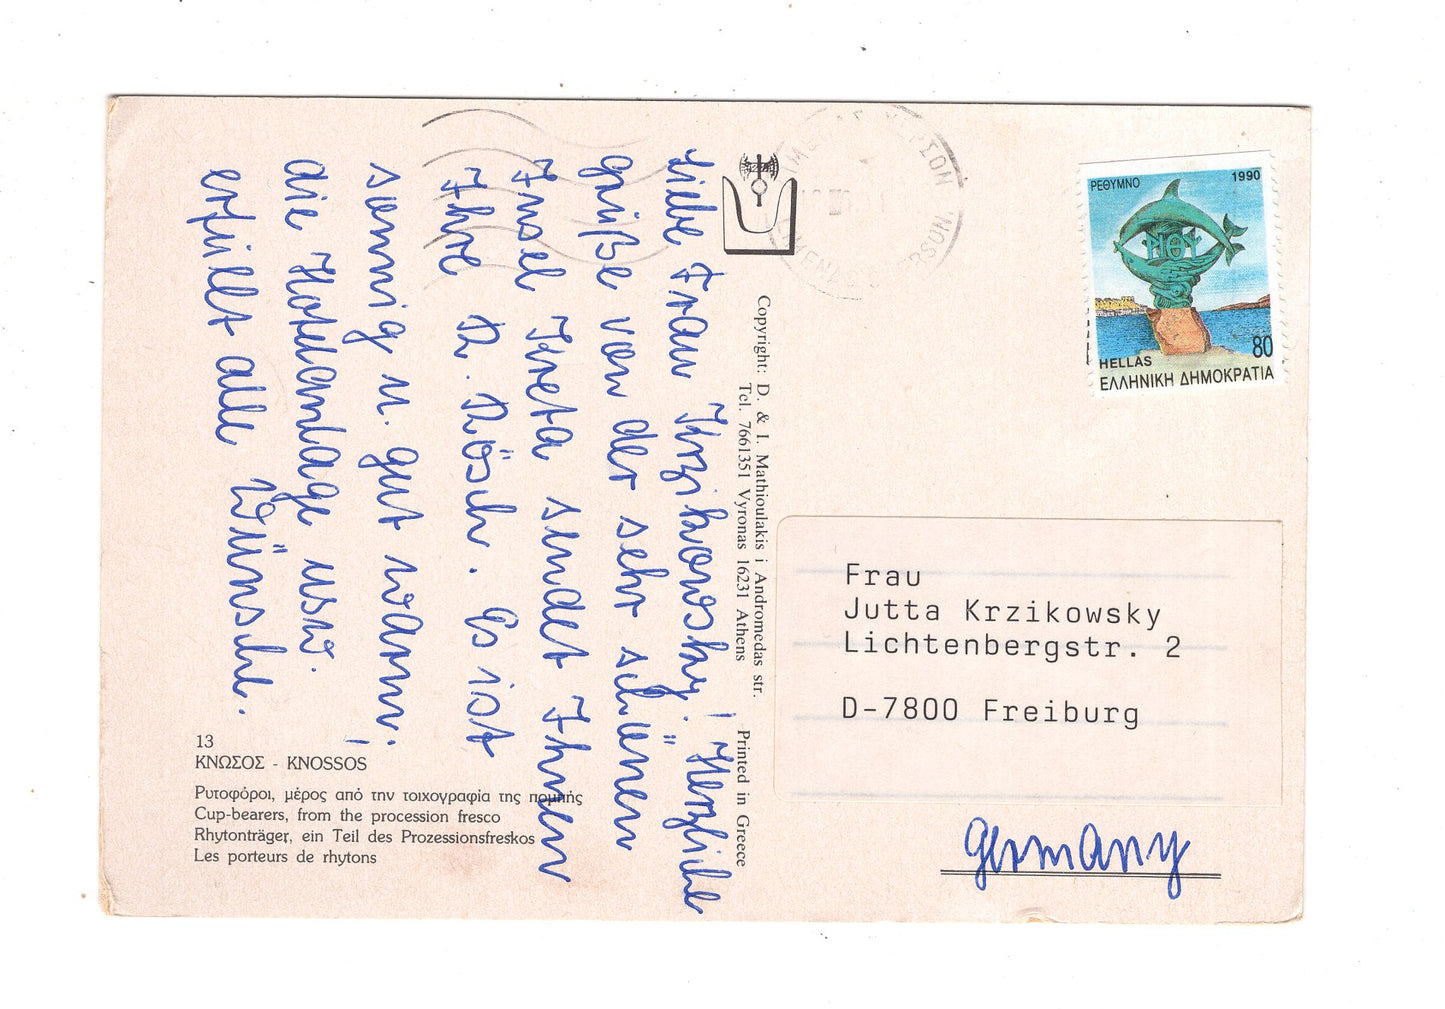 Liebe Frau Krzikowsky! Herzliche
grüße von der sehr schönen
Insel Kreta sendet Ihnen
Ihre R. Rösch. Es ist
sonnig u. gut warm,
die Hotelanlage usw.
erfüllt alle Wünsche.
13
ΚΝΩΣΟΣ - KNOSSOS
Ρυτοφόροι, μέρος από την τοιχογραφία της πομπής
Cup-bearers, from the procession fresco
Rhytonträger, ein Teil des Prozessionsfreskos
Les porteurs de rhytons
Copyright: D. & I. Mathioulakis i Andromedas str.
Tel. 7661351 Vyronas 16231 Athens
Printed in Greece
ΡΕΘΥΜΝΟ 1990
HELLAS 80
ΕΛΛΗΝΙΚΗ ΔΗΜΟΚΡΑΤΙΑ
Frau
Jutta Krzikowsky
Lichtenbergstr. 2
D-7800 Freiburg
Germany